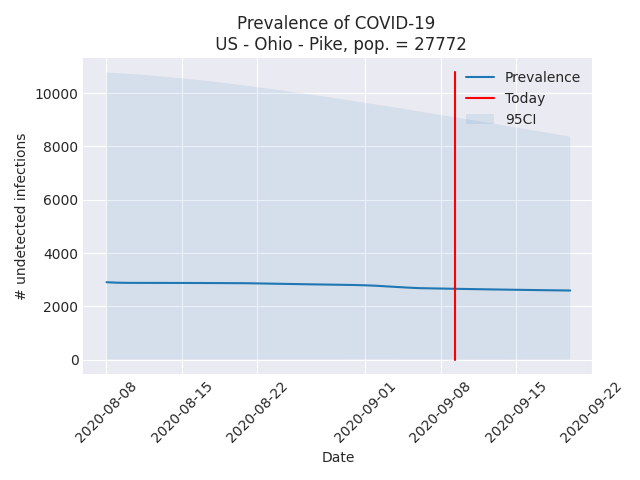 Prevalence of COVID-19
US - Ohio - Pike, pop. = 27772
Prevalence
Today
95CI
# undetected infections
10000
8000
6000
4000
2000
0
2020-08-08
2020-08-15
2020-08-22
2020-09-01
2020-09-08
2020-09-15
2020-09-22
Date